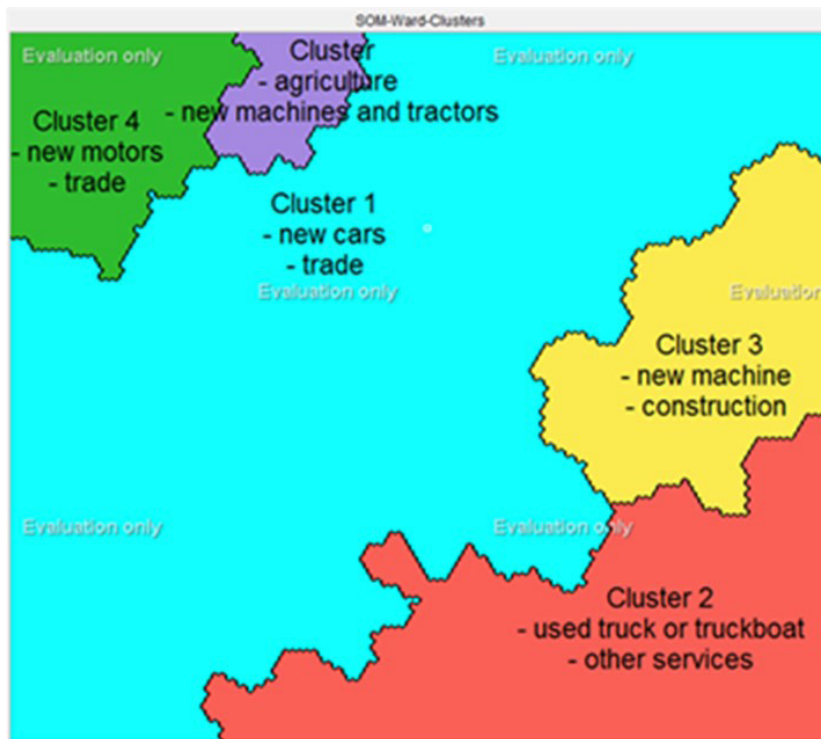 SOM-Ward-Clusters
Evaluation only
Evaluation only
Cluster
- agriculture
- new machines and tractors
Cluster 4
- new motors
- trade
Cluster 1
- new cars
- trade
Evaluation only
Evaluation
Cluster 3
- new machine
- construction
Evaluation only
Evaluation only
Cluster 2
- used truck or truckboat
- other services